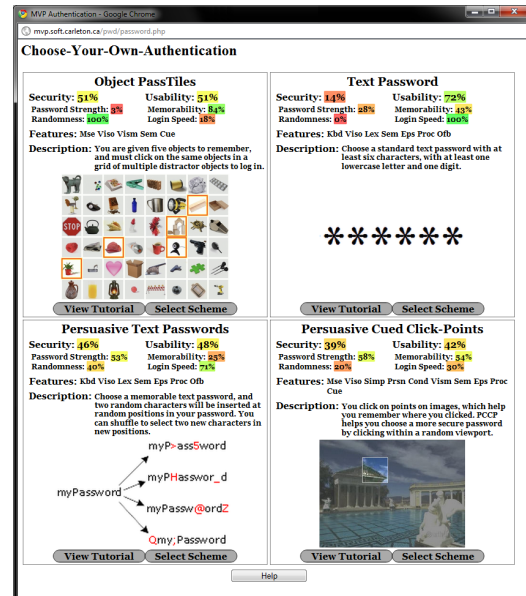 MVP Authentication - Google Chrome
mvp.soft.carleton.ca/pwd/password.php
Choose-Your-Own-Authentication
Object PassTiles
Security: 51% Usability: 51%
Password Strength: 3% Memorability: 84%
Randomness: 100% Login Speed: 18%
Features: Mse Viso Vism Sem Cue
Description: You are given five objects to remember,
and must click on the same objects in a
grid of multiple distractor objects to log in.
STOP
View Tutorial Select Scheme
Text Password
Security: 14% Usability: 72%
Password Strength: 28% Memorability: 43%
Randomness: 0% Login Speed: 100%
Features: Kbd Viso Lex Sem Eps Proc Ofb
Description: Choose a standard text password with at
least six characters, with at least one
lowercase letter and one digit.
******
View Tutorial Select Scheme
Persuasive Text Passwords
Security: 46% Usability: 48%
Password Strength: 53% Memorability: 25%
Randomness: 40% Login Speed: 71%
Features: Kbd Viso Lex Sem Eps Proc Ofb
Description: Choose a memorable text password, and
two random characters will be inserted at
random positions in your password. You
can shuffle to select two new characters in
new positions.
myP>ass5word
myPHasswor_d
myPassword
myPassw@ordZ
Qmy;Password
View Tutorial Select Scheme
Persuasive Cued Click-Points
Security: 39% Usability: 42%
Password Strength: 58% Memorability: 54%
Randomness: 20% Login Speed: 30%
Features: Mse Viso Simp Prsn Cond Vism Sem Eps Proc
Cue
Description: You click on points on images, which help
you remember where you clicked. PCCP
helps you choose a more secure password
by clicking within a random viewport.
View Tutorial Select Scheme
Help